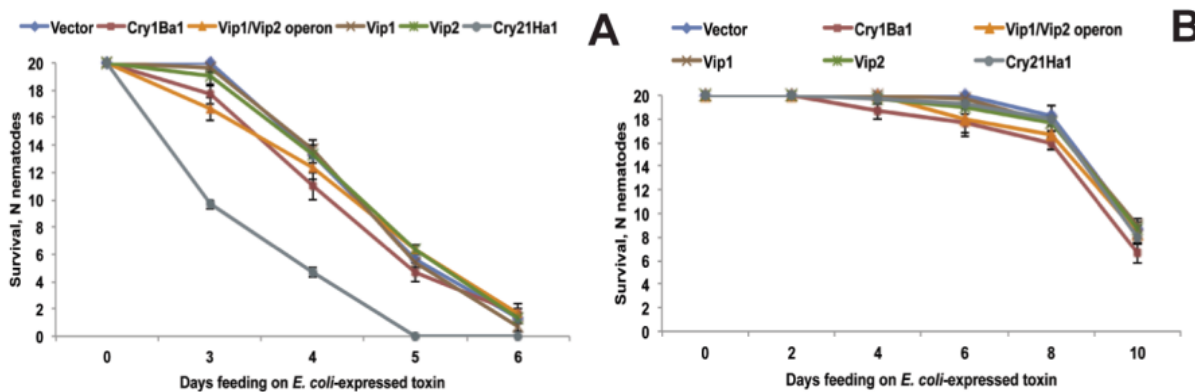 Vector Cry1Ba1 Vip1/Vip2 operon Vip1 Vip2 Cry21Ha1
A
20
18
16
14
12
10
8
6
4
2
0
Survival, N nematodes
0 3 4 5 6
Days feeding on E. coli-expressed toxin
Vector Cry1Ba1 Vip1/Vip2 operon
Vip1 Vip2 Cry21Ha1
B
20
18
16
14
12
10
8
6
4
2
0
Survival, N nematodes
0 2 4 6 8 10
Days feeding on E. coli-expressed toxin